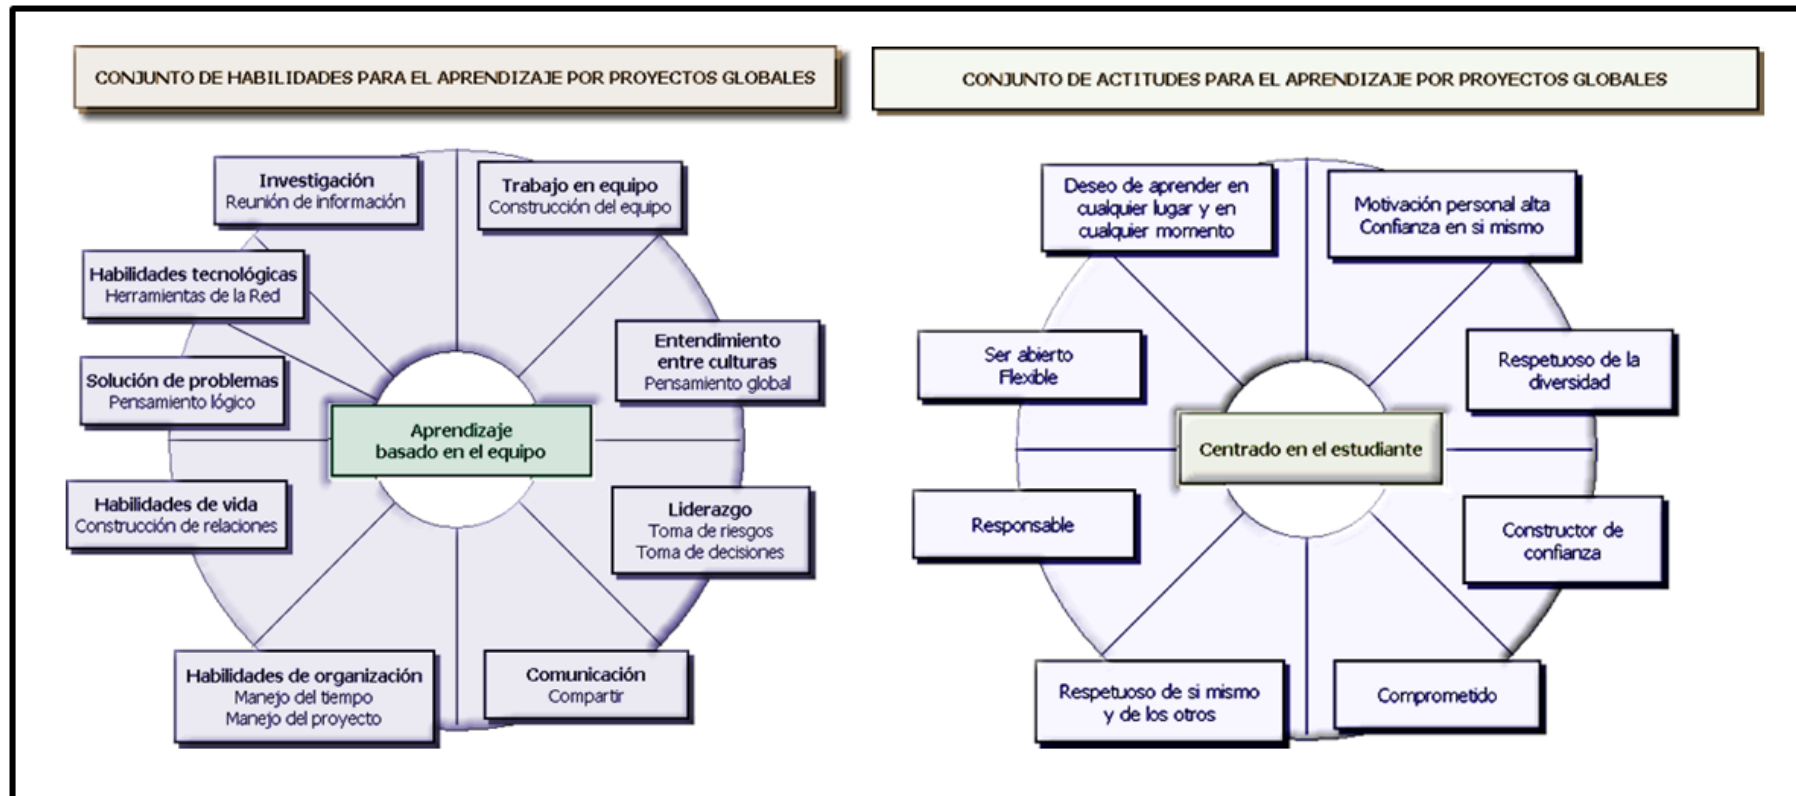 CONJUNTO DE HABILIDADES PARA EL APRENDIZAJE POR PROYECTOS GLOBALES
Investigación
Reunión de información
Trabajo en equipo
Construcción del equipo
Habilidades tecnológicas
Herramientas de la Red
Entendimiento
entre culturas
Pensamiento global
Solución de problemas
Pensamiento lógico
Aprendizaje
basado en el equipo
Habilidades de vida
Construcción de relaciones
Liderazgo
Toma de riesgos
Toma de decisiones
Habilidades de organización
Manejo del tiempo
Manejo del proyecto
Comunicación
Compartir
CONJUNTO DE ACTITUDES PARA EL APRENDIZAJE POR PROYECTOS GLOBALES
Deseo de aprender en
cualquier lugar y en
cualquier momento
Motivación personal alta
Confianza en si mismo
Ser abierto
Flexible
Respetuoso de la
diversidad
Centrado en el estudiante
Responsable
Constructor de
confianza
Respetuoso de si mismo
y de los otros
Comprometido